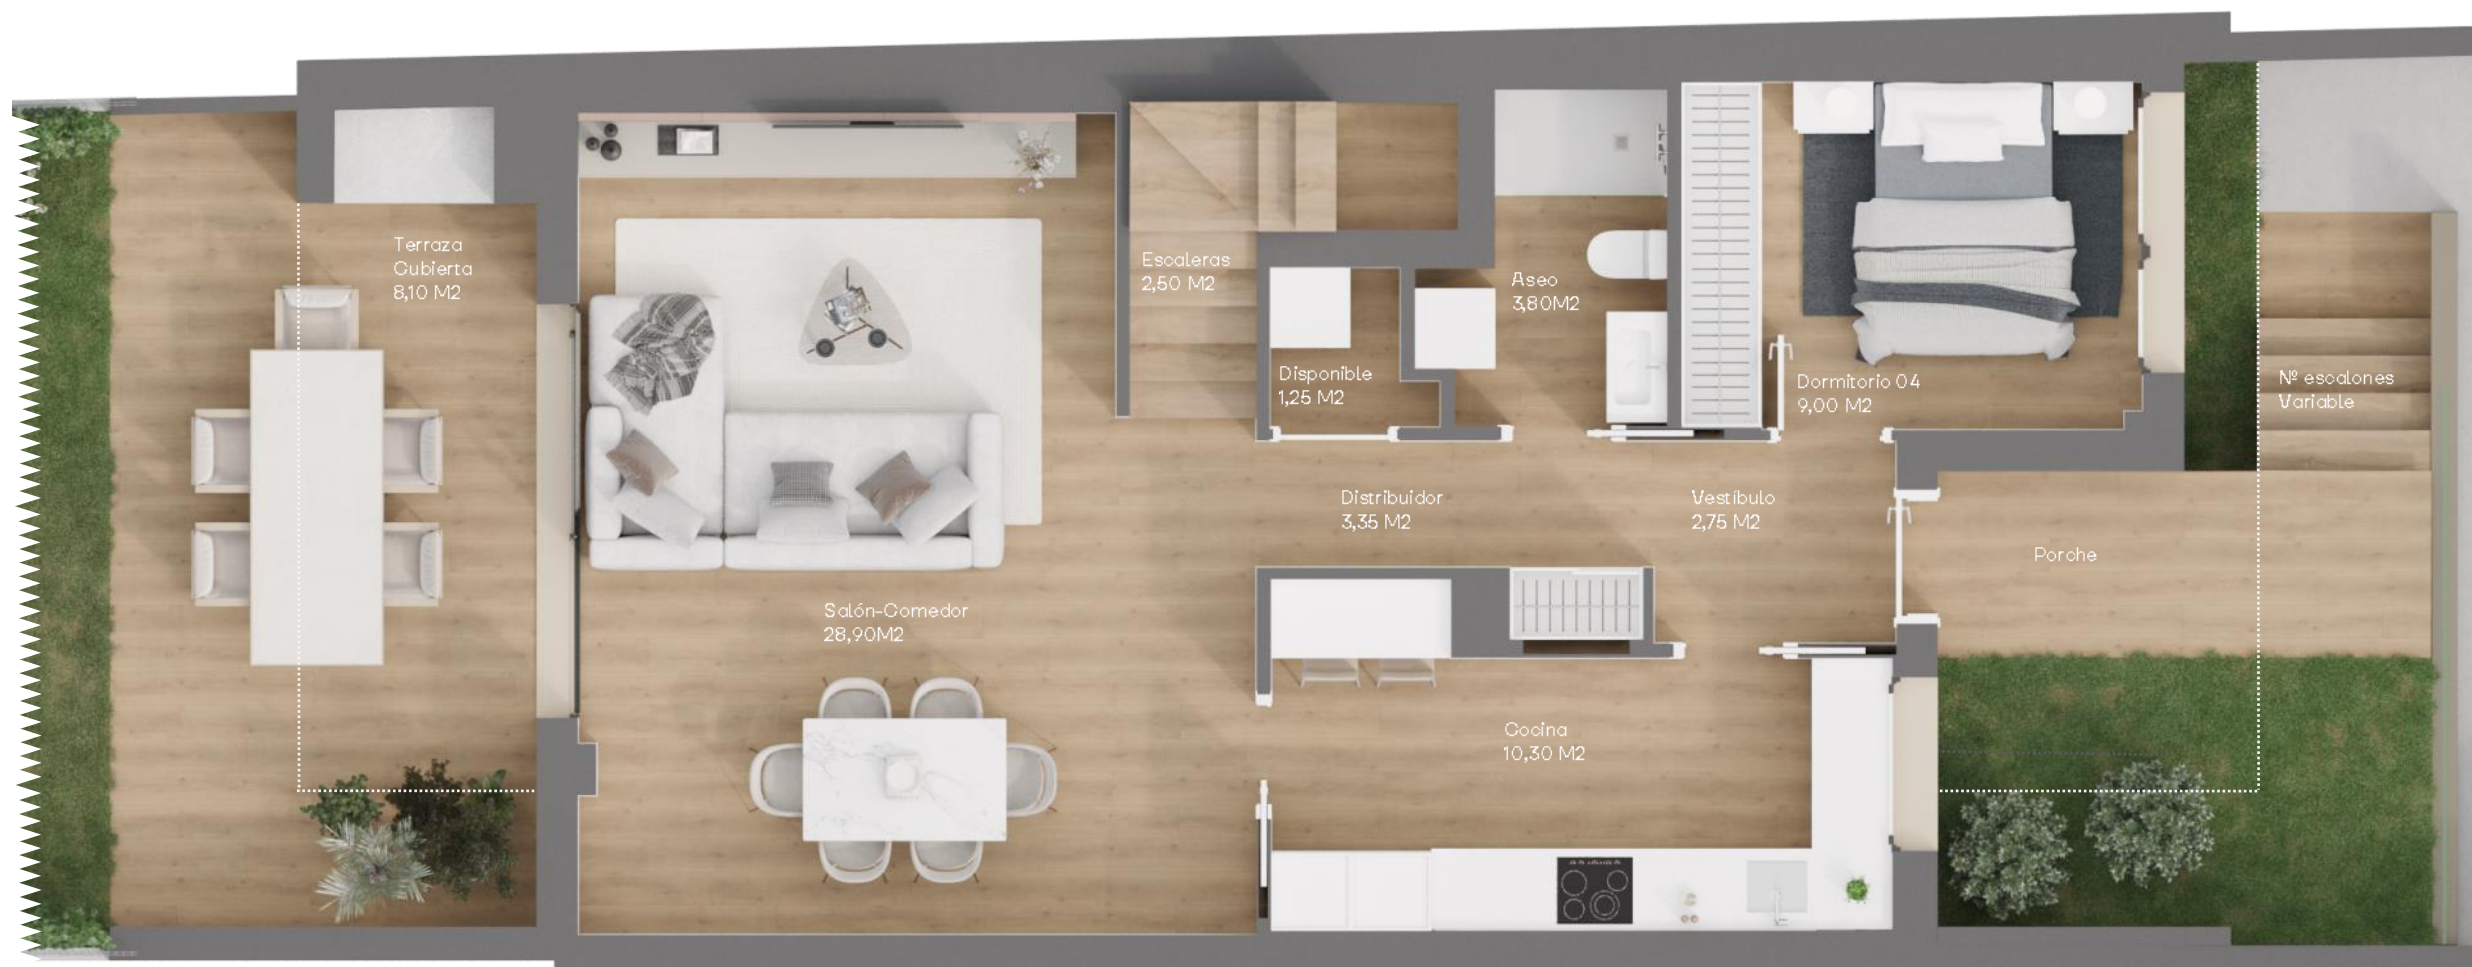 Terraza
Cubierta
8,10 M2
Escaleras
2,50 M2
Aseo
3,80M2
Disponible
1,25 M2
Dormitorio 04
9,00 M2
Nº escalones
Variable
Distribuidor
3,35 M2
Vestíbulo
2,75 M2
Porche
Salón-Comedor
28,90M2
Cocina
10,30 M2